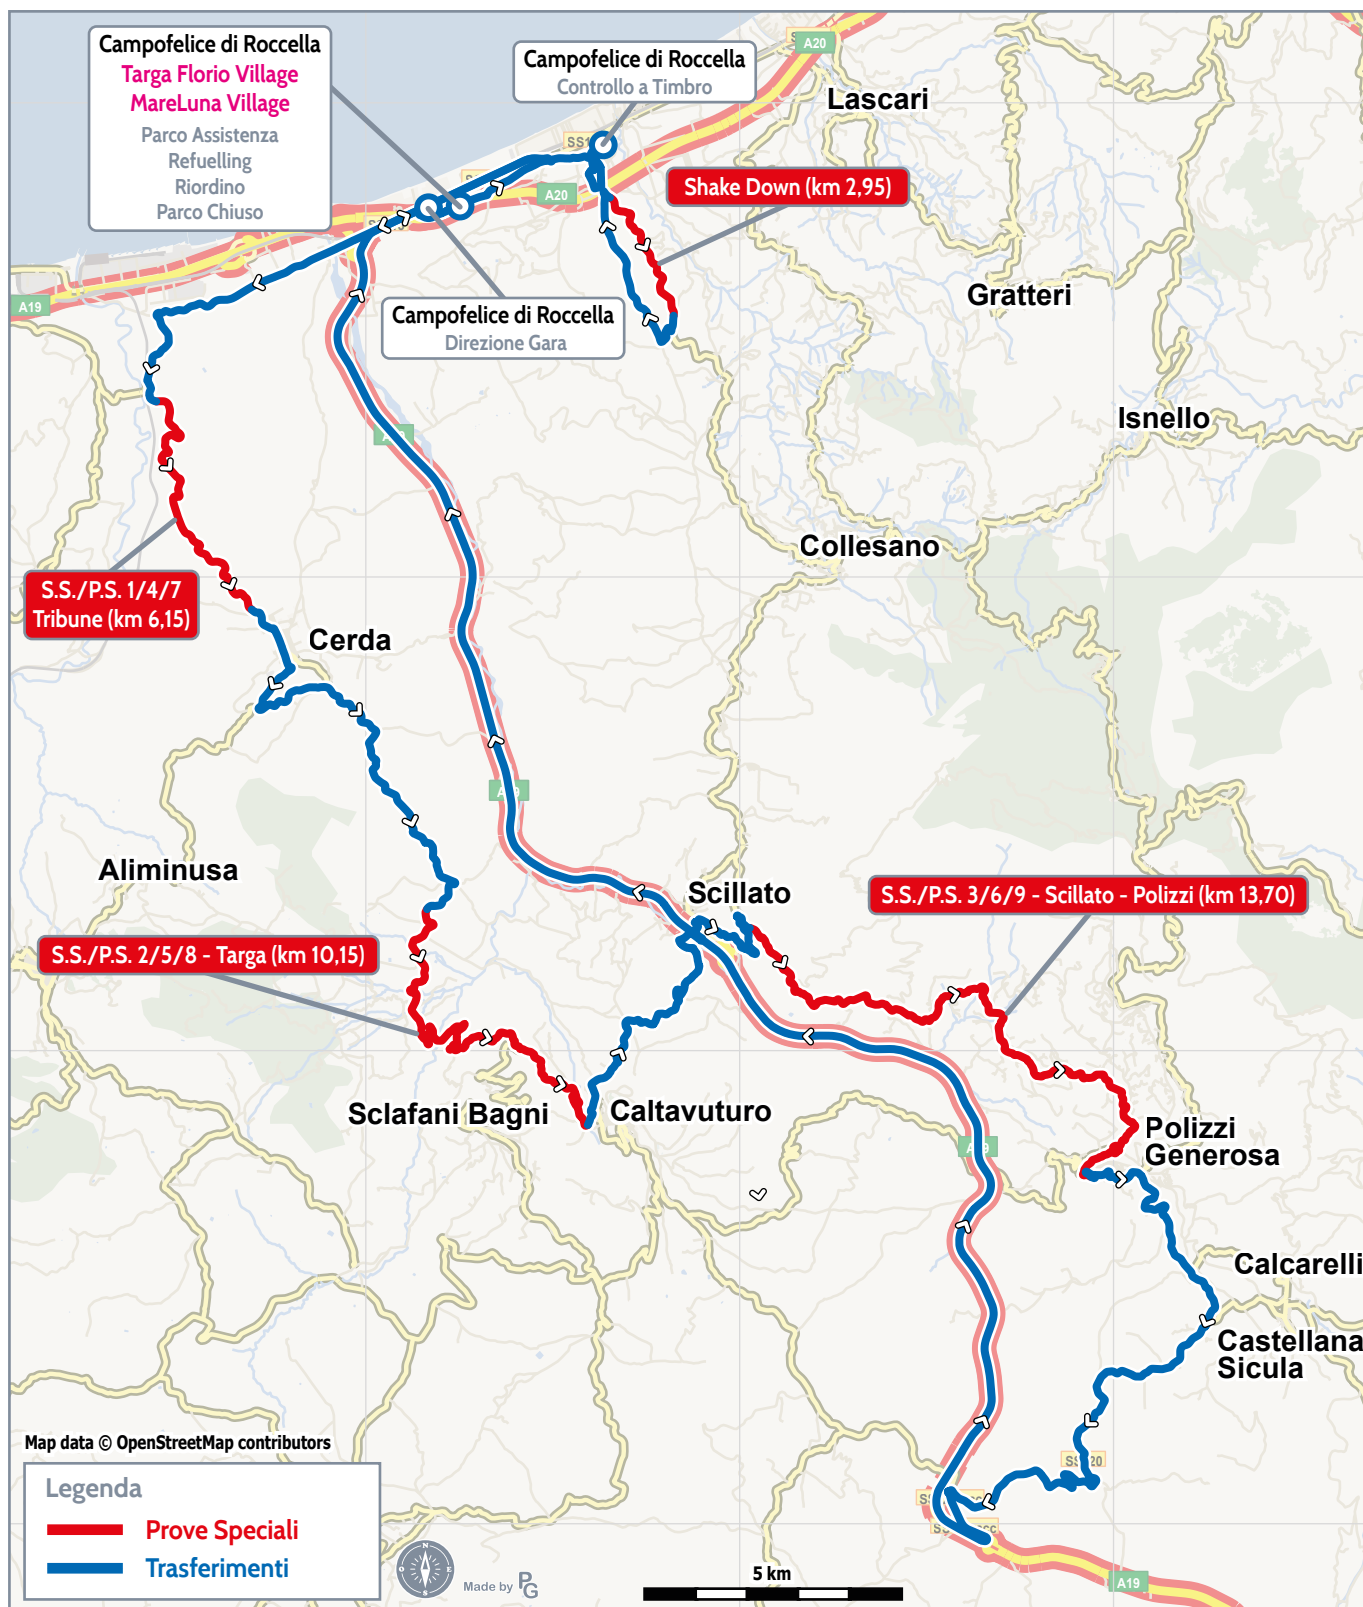 Campofelice di Roccella
Targa Florio Village
MareLuna Village
Parco Assistenza
Refuelling
Riordino
Parco Chiuso
Campofelice di Roccella
Controllo a Timbro
A20
Lascari
Shake Down (km 2,95)
A20
A19
Campofelice di Roccella
Direzione Gara
Gratteri
Isnello
Collesano
S.S./P.S. 1/4/7
Tribune (km 6,15)
Cerda
Aliminusa
Scillato
S.S./P.S. 3/6/9 - Scillato - Polizzi (km 13,70)
S.S./P.S. 2/5/8 - Targa (km 10,15)
Sclafani Bagni
Caltavuturo
Polizzi
Generosa
Calcarelli
Castellana
Sicula
Map data © OpenStreetMap contributors
Legenda
Prove Speciali
Trasferimenti
N
E
S
O
Made by PG
5 km
A19